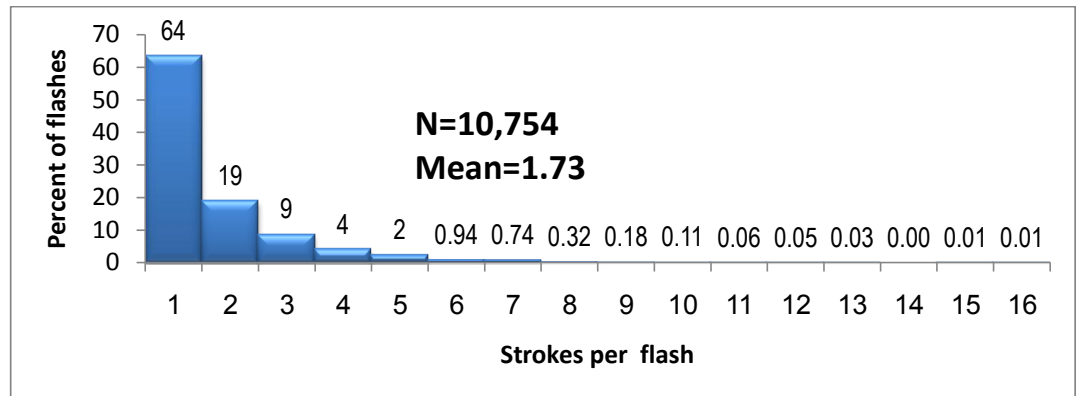 64
70
60
50
40
30
20
10
0
Percent of flashes
19
9
4
2
0.94 0.74 0.32 0.18 0.11 0.06 0.05 0.03 0.00 0.01 0.01
N=10,754
Mean=1.73
1 2 3 4 5 6 7 8 9 10 11 12 13 14 15 16
Strokes per flash